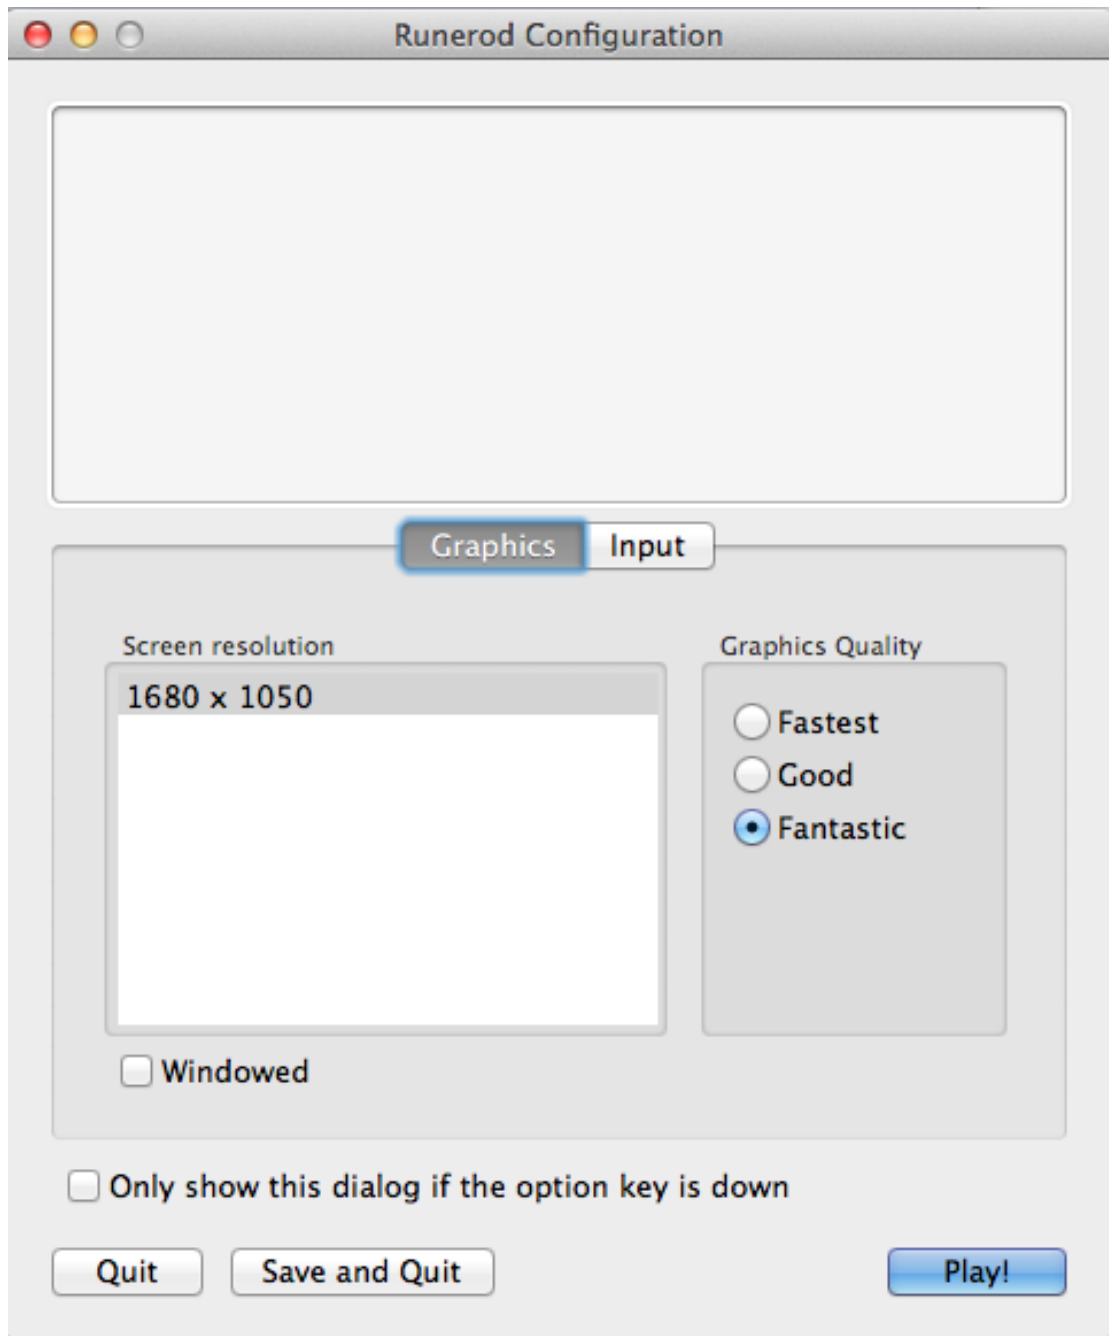 Runerod Configuration
Graphics Input
Screen resolution
1680 x 1050
Graphics Quality
Fastest
Good
Fantastic
Windowed
Only show this dialog if the option key is down
Quit Save and Quit Play!